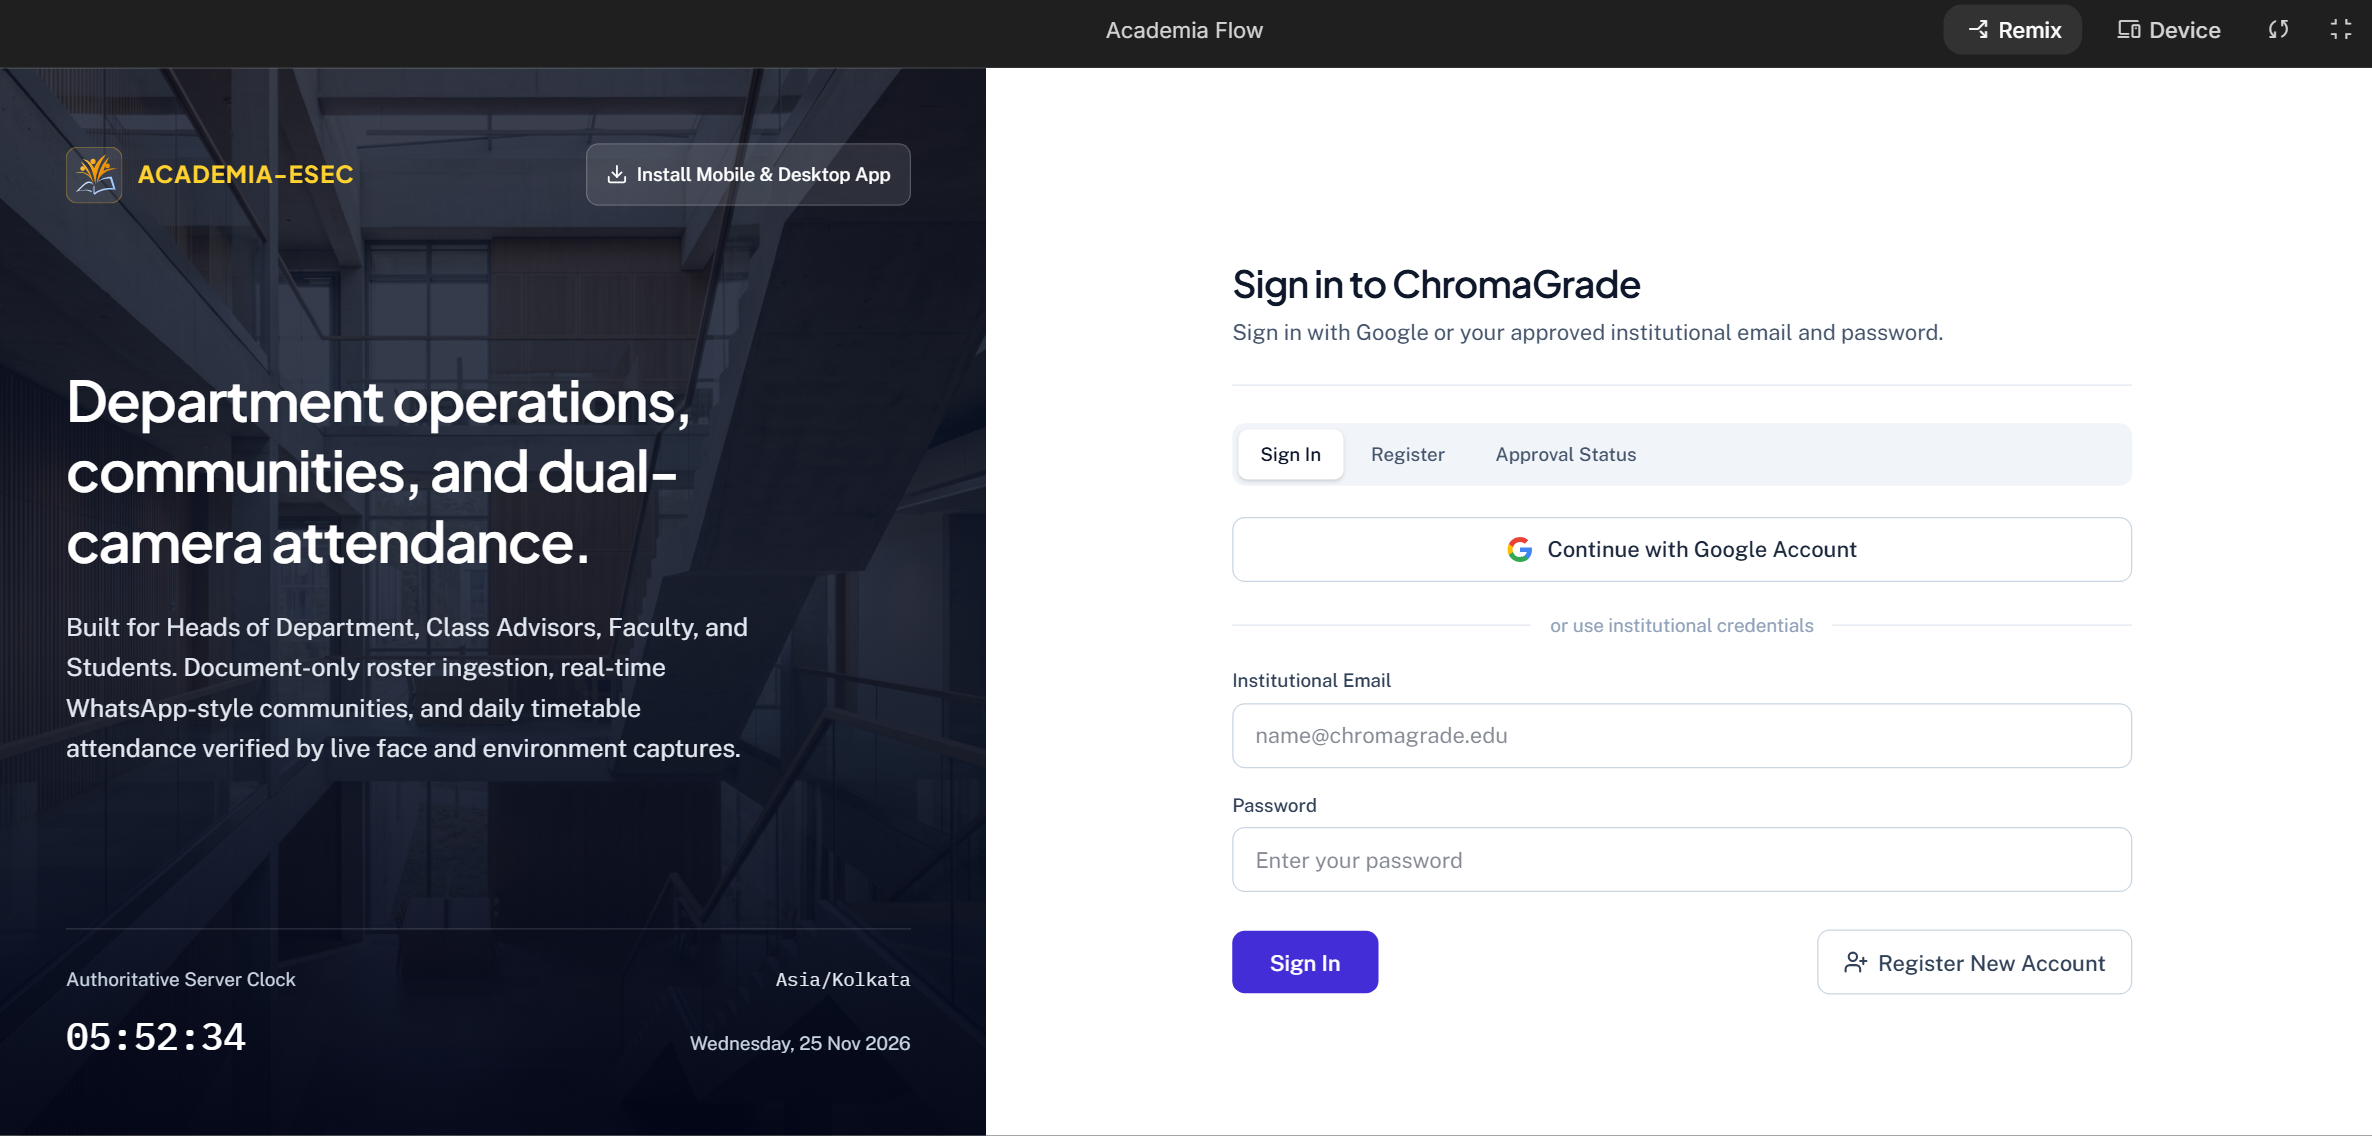 Academia Flow
Remix
Device
ACADEMIA-ESEC
Install Mobile & Desktop App
Department operations,
communities, and dual-
camera attendance.
Built for Heads of Department, Class Advisors, Faculty, and
Students. Document-only roster ingestion, real-time
WhatsApp-style communities, and daily timetable
attendance verified by live face and environment captures.
Authoritative Server Clock
Asia/Kolkata
05:52:34
Wednesday, 25 Nov 2026
Sign in to ChromaGrade
Sign in with Google or your approved institutional email and password.
Sign In
Register
Approval Status
Continue with Google Account
or use institutional credentials
Institutional Email
name@chromagrade.edu
Password
Enter your password
Sign In
Register New Account